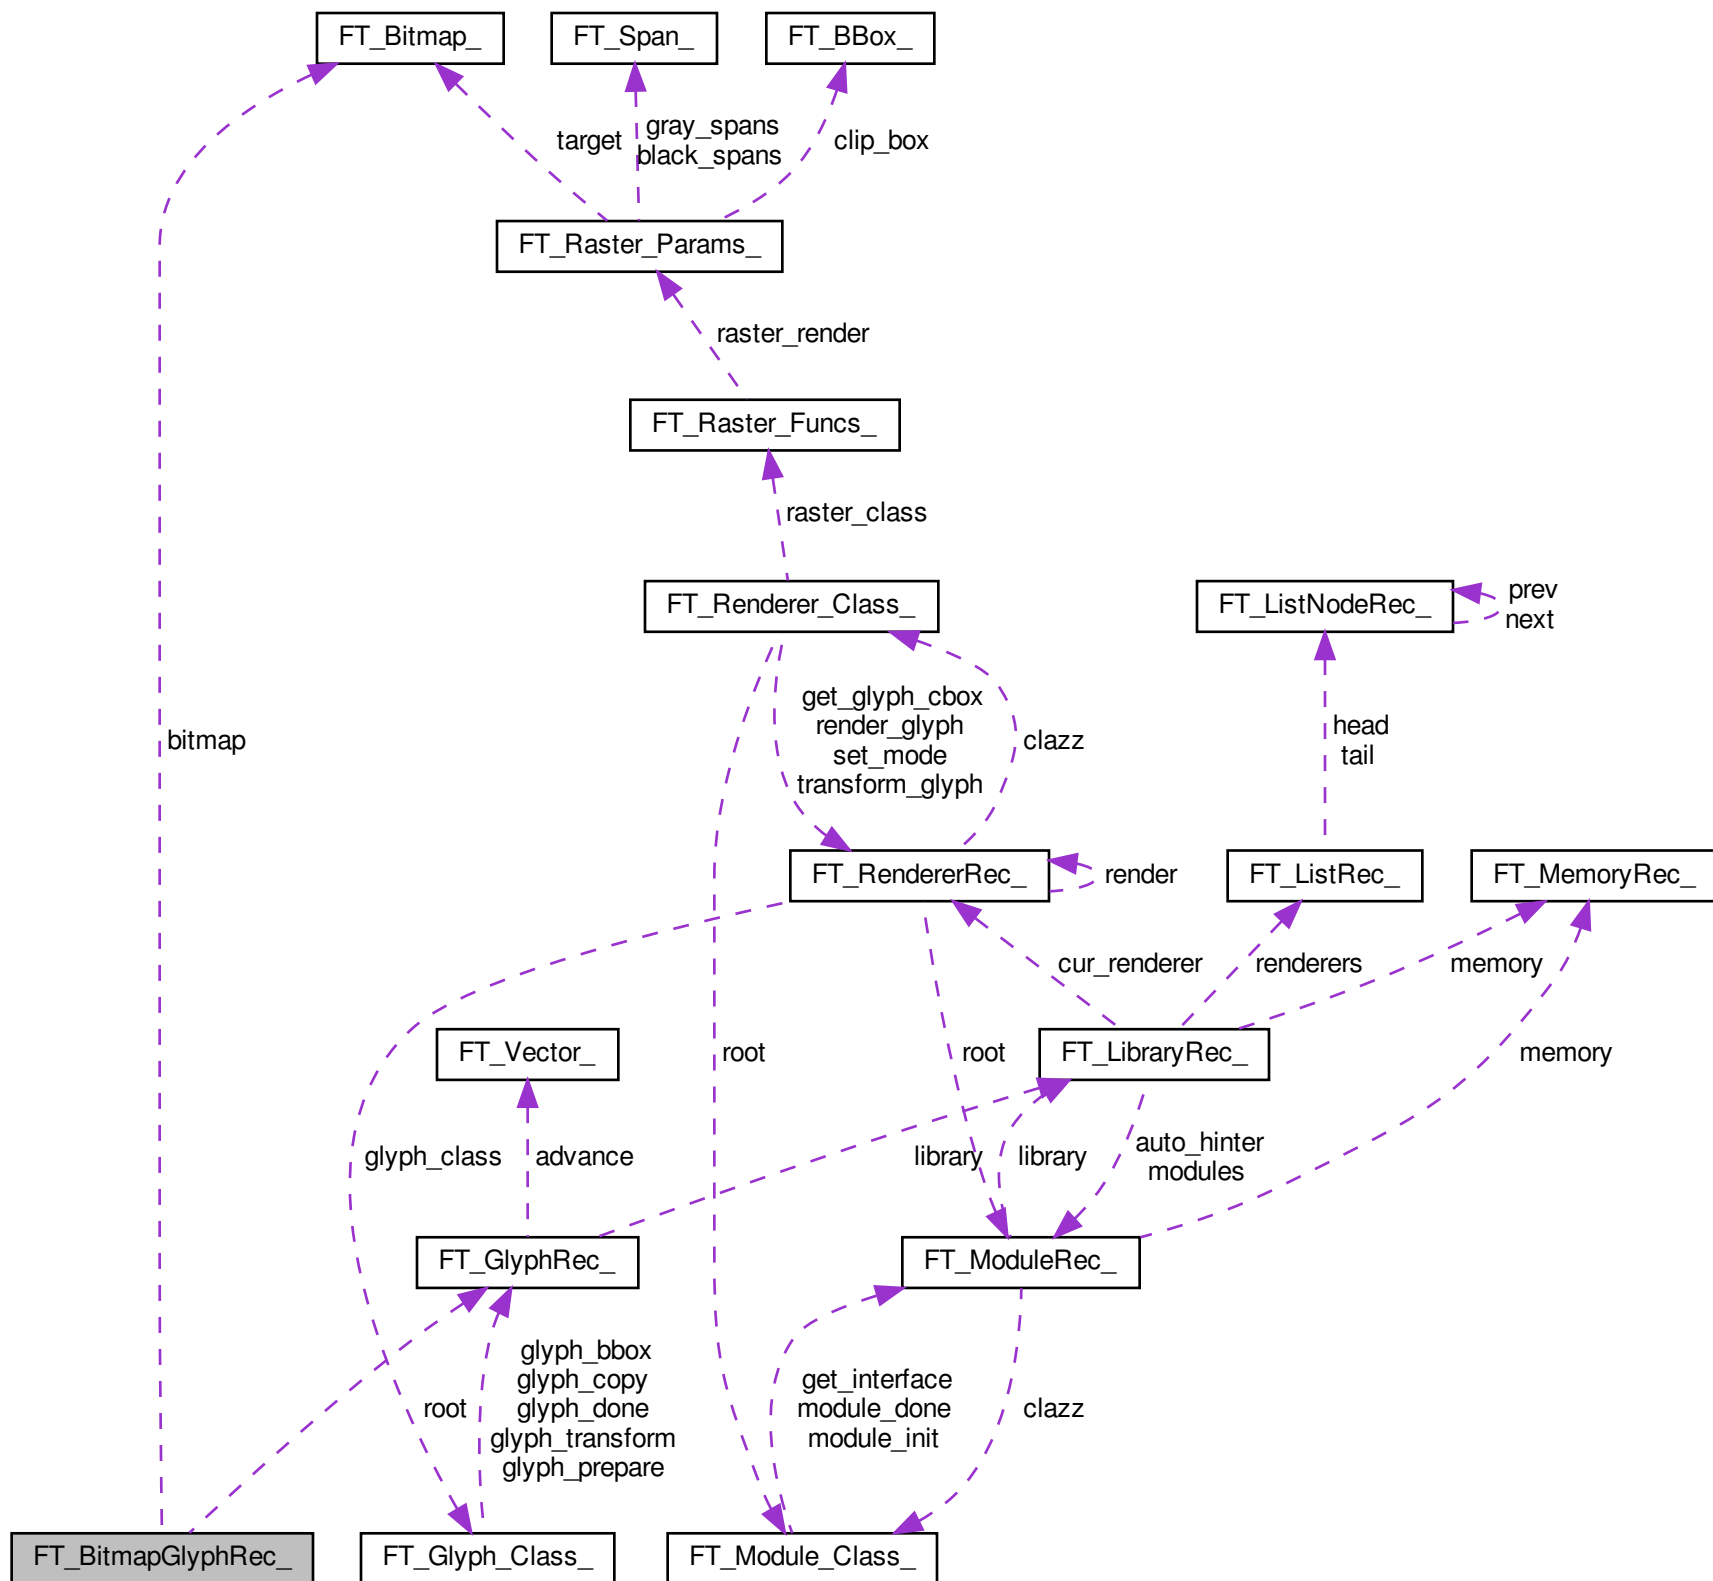 FT_Bitmap_
FT_Span_
FT_BBox_
target
gray_spans
black_spans
clip_box
FT_Raster_Params_
raster_render
FT_Raster_Funcs_
raster_class
FT_Renderer_Class_
FT_ListNodeRec_
prev
next
bitmap
get_glyph_cbox
render_glyph
set_mode
transform_glyph
clazz
head
tail
FT_RendererRec_
render
FT_ListRec_
FT_MemoryRec_
cur_renderer
renderers
memory
FT_Vector_
root
root
FT_LibraryRec_
memory
glyph_class
advance
library
library
auto_hinter
modules
FT_GlyphRec_
FT_ModuleRec_
root
glyph_bbox
glyph_copy
glyph_done
glyph_transform
glyph_prepare
get_interface
module_done
module_init
clazz
FT_BitmapGlyphRec_
FT_Glyph_Class_
FT_Module_Class_